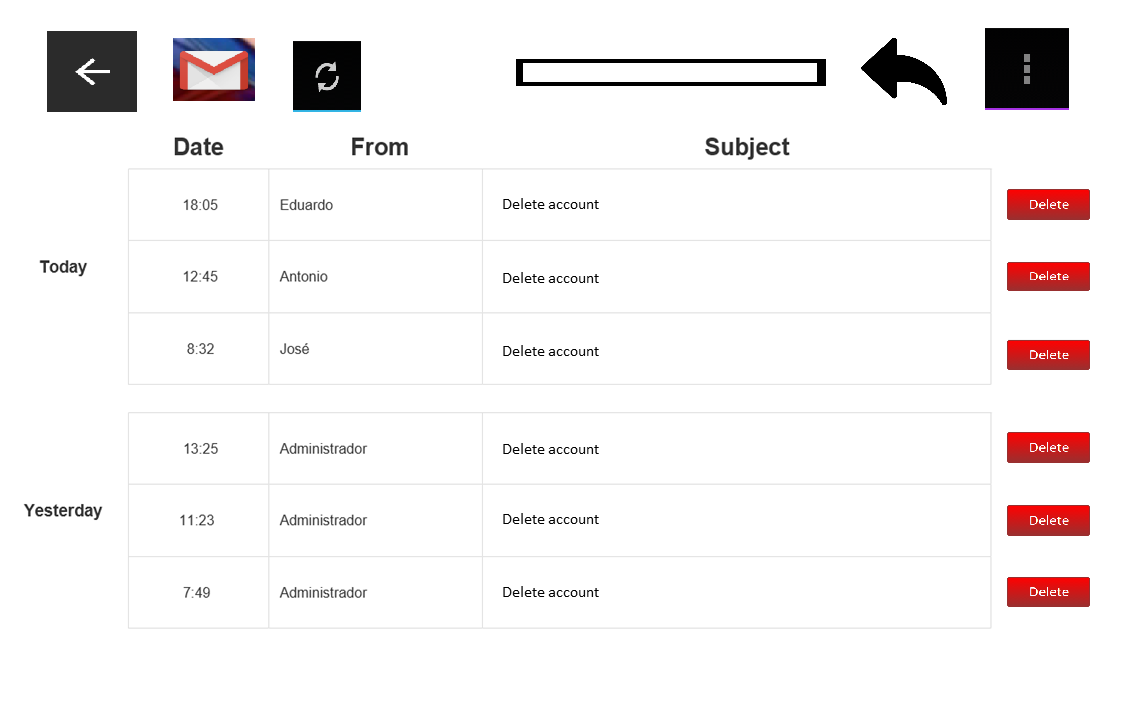 Date From Subject
Today
18:05 Eduardo Delete account Delete
12:45 Antonio Delete account Delete
8:32 José Delete account Delete
Yesterday
13:25 Administrador Delete account Delete
11:23 Administrador Delete account Delete
7:49 Administrador Delete account Delete